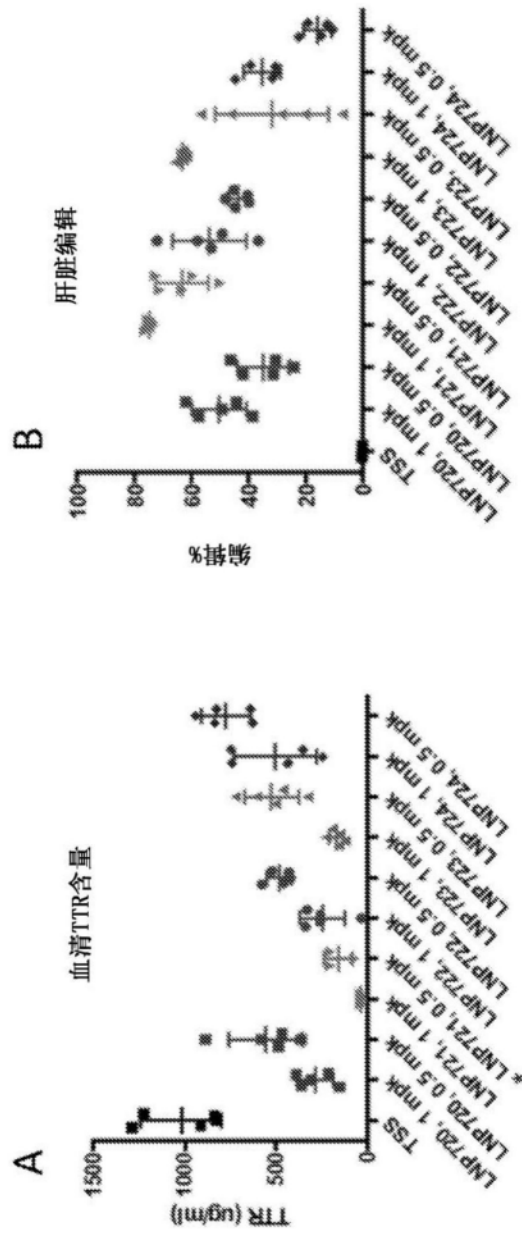 A
血清TTR含量
TTR (ug/ml)
1500
1000
500
0
TSS
LNP720, 1 mpk
LNP720, 0.5 mpk
LNP721, 1 mpk
*
LNP721, 0.5 mpk
LNP722, 1 mpk
LNP722, 0.5 mpk
LNP723, 1 mpk
LNP723, 0.5 mpk
LNP724, 1 mpk
LNP724, 0.5 mpk
B
肝脏编辑
编辑%
100
80
60
40
20
0
TSS
LNP720, 1 mpk
LNP720, 0.5 mpk
LNP721, 1 mpk
LNP721, 0.5 mpk
LNP722, 1 mpk
LNP722, 0.5 mpk
LNP723, 1 mpk
LNP723, 0.5 mpk
LNP724, 1 mpk
LNP724, 0.5 mpk